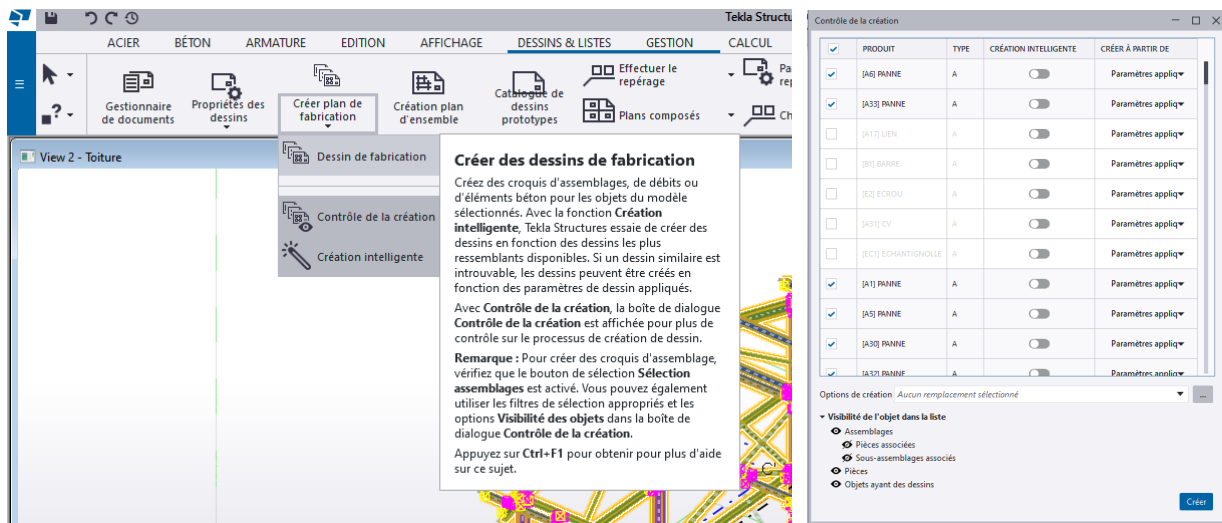 Tekla Structu
ACIER BÉTON ARMATURE EDITION AFFICHAGE DESSINS & LISTES GESTION CALCUL
Gestionnaire de documents
Propriétés des dessins
Créer plan de fabrication
Création plan d'ensemble
Catalogue de dessins prototypes
Effectuer le repérage
Plans composés
Pa
rep
Ch
View 2 - Toiture
Dessin de fabrication
Contrôle de la création
Création intelligente
Créer des dessins de fabrication
Créez des croquis d'assemblages, de débits ou
d'éléments béton pour les objets du modèle
sélectionnés. Avec la fonction Création
intelligente, Tekla Structures essaie de créer des
dessins en fonction des dessins les plus
ressemblants disponibles. Si un dessin similaire est
introuvable, les dessins peuvent être créés en
fonction des paramètres de dessin appliqués.
Avec Contrôle de la création, la boîte de dialogue
Contrôle de la création est affichée pour plus de
contrôle sur le processus de création de dessin.
Remarque : Pour créer des croquis d'assemblage,
vérifiez que le bouton de sélection Sélection
assemblages est activé. Vous pouvez également
utiliser les filtres de sélection appropriés et les
options Visibilité des objets dans la boîte de
dialogue Contrôle de la création.
Appuyez sur Ctrl+F1 pour obtenir pour plus d'aide
sur ce sujet.
C'
Contrôle de la création
PRODUIT TYPE CRÉATION INTELLIGENTE CRÉER À PARTIR DE
[A6] PANNE A Paramètres appliq
[A33] PANNE A Paramètres appliq
[A17] LIEN A Paramètres appliq
[B1] BARRE A Paramètres appliq
[E2] ECROU A Paramètres appliq
[A31] CV A Paramètres appliq
[EC1] ECHANTIGNOLLE A Paramètres appliq
[A1] PANNE A Paramètres appliq
[A5] PANNE A Paramètres appliq
[A30] PANNE A Paramètres appliq
[A32] PANNE A Paramètres appliq
Options de création Aucun remplacement sélectionné ...
Visibilité de l'objet dans la liste
Assemblages
Pièces associées
Sous-assemblages associés
Pièces
Objets ayant des dessins
Créer